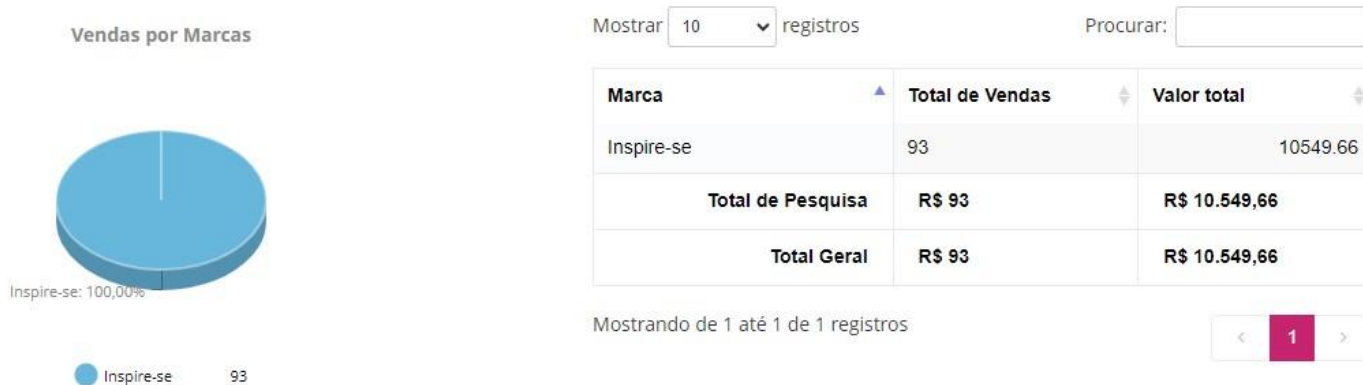 Vendas por Marcas
Inspire-se: 100,00%
Inspire-se 93
Mostrar 10 registros Procurar:
Marca Total de Vendas Valor total
Inspire-se 93 10549.66
Total de Pesquisa R$ 93 R$ 10.549,66
Total Geral R$ 93 R$ 10.549,66
Mostrando de 1 até 1 de 1 registros
< 1 >